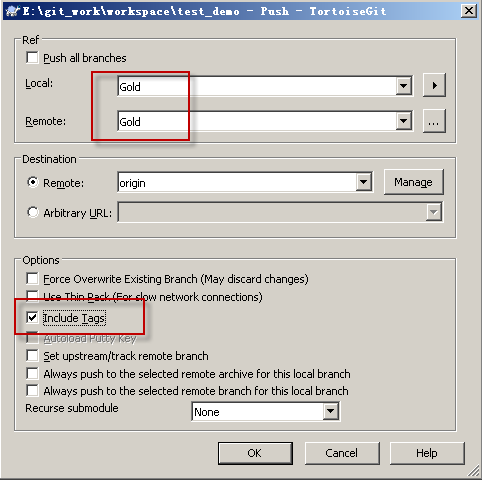 E:\git_work\workspace\test_demo - Push - TortoiseGit
Ref
Push all branches
Local: Gold
Remote: Gold ...
Destination
Remote: origin Manage
Arbitrary URL:
Options
Force Overwrite Existing Branch (May discard changes)
Use Thin Pack (For slow network connections)
Include Tags
Autoload Putty Key
Set upstream/track remote branch
Always push to the selected remote archive for this local branch
Always push to the selected remote branch for this local branch
Recurse submodule None
OK Cancel Help